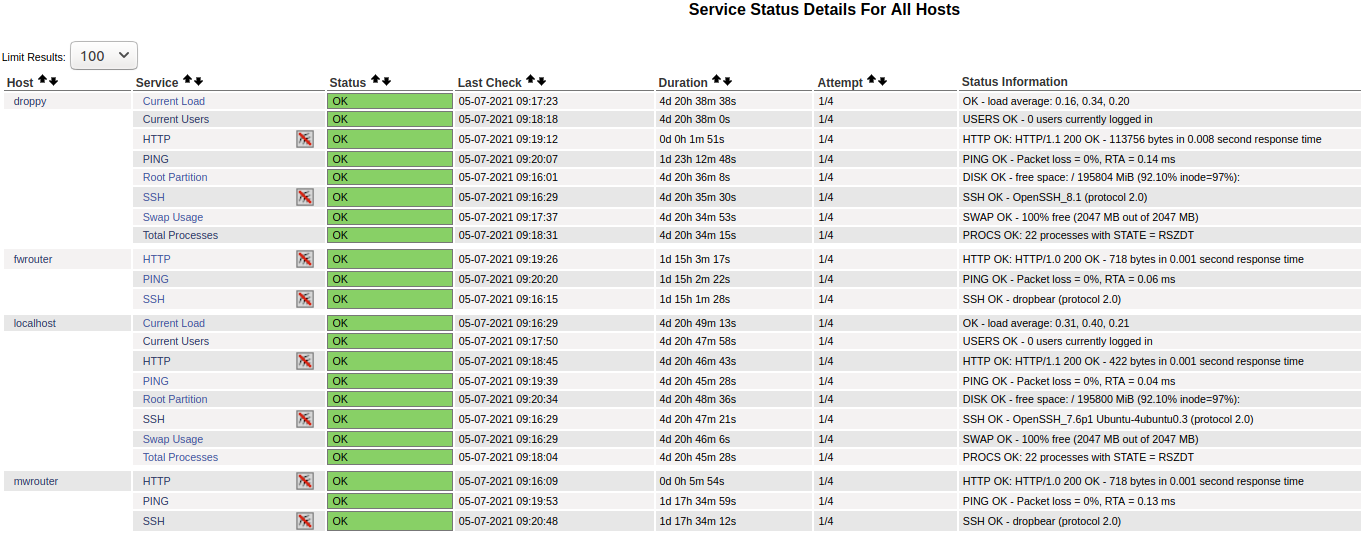 Service Status Details For All Hosts
Limit Results: 100
Host Service Status Last Check Duration Attempt Status Information
droppy Current Load OK 05-07-2021 09:17:23 4d 20h 38m 38s 1/4 OK - load average: 0.16, 0.34, 0.20
Current Users OK 05-07-2021 09:18:18 4d 20h 38m 0s 1/4 USERS OK - 0 users currently logged in
HTTP OK 05-07-2021 09:19:12 0d 0h 1m 51s 1/4 HTTP OK: HTTP/1.1 200 OK - 113756 bytes in 0.008 second response time
PING OK 05-07-2021 09:20:07 1d 23h 12m 48s 1/4 PING OK - Packet loss = 0%, RTA = 0.14 ms
Root Partition OK 05-07-2021 09:16:01 4d 20h 36m 8s 1/4 DISK OK - free space: / 195804 MiB (92.10% inode=97%):
SSH OK 05-07-2021 09:16:29 4d 20h 35m 30s 1/4 SSH OK - OpenSSH_8.1 (protocol 2.0)
Swap Usage OK 05-07-2021 09:17:37 4d 20h 34m 53s 1/4 SWAP OK - 100% free (2047 MB out of 2047 MB)
Total Processes OK 05-07-2021 09:18:31 4d 20h 34m 15s 1/4 PROCS OK: 22 processes with STATE = RSZDT
fwrouter HTTP OK 05-07-2021 09:19:26 1d 15h 3m 17s 1/4 HTTP OK: HTTP/1.0 200 OK - 718 bytes in 0.001 second response time
PING OK 05-07-2021 09:20:20 1d 15h 2m 22s 1/4 PING OK - Packet loss = 0%, RTA = 0.06 ms
SSH OK 05-07-2021 09:16:15 1d 15h 1m 28s 1/4 SSH OK - dropbear (protocol 2.0)
localhost Current Load OK 05-07-2021 09:16:29 4d 20h 49m 13s 1/4 OK - load average: 0.31, 0.40, 0.21
Current Users OK 05-07-2021 09:17:50 4d 20h 47m 58s 1/4 USERS OK - 0 users currently logged in
HTTP OK 05-07-2021 09:18:45 4d 20h 46m 43s 1/4 HTTP OK: HTTP/1.1 200 OK - 422 bytes in 0.001 second response time
PING OK 05-07-2021 09:19:39 4d 20h 45m 28s 1/4 PING OK - Packet loss = 0%, RTA = 0.04 ms
Root Partition OK 05-07-2021 09:20:34 4d 20h 48m 36s 1/4 DISK OK - free space: / 195800 MiB (92.10% inode=97%):
SSH OK 05-07-2021 09:16:29 4d 20h 47m 21s 1/4 SSH OK - OpenSSH_7.6p1 Ubuntu-4ubuntu0.3 (protocol 2.0)
Swap Usage OK 05-07-2021 09:16:29 4d 20h 46m 6s 1/4 SWAP OK - 100% free (2047 MB out of 2047 MB)
Total Processes OK 05-07-2021 09:18:04 4d 20h 45m 28s 1/4 PROCS OK: 22 processes with STATE = RSZDT
mwrouter HTTP OK 05-07-2021 09:16:09 0d 0h 5m 54s 1/4 HTTP OK: HTTP/1.0 200 OK - 718 bytes in 0.001 second response time
PING OK 05-07-2021 09:19:53 1d 17h 34m 59s 1/4 PING OK - Packet loss = 0%, RTA = 0.13 ms
SSH OK 05-07-2021 09:20:48 1d 17h 34m 12s 1/4 SSH OK - dropbear (protocol 2.0)